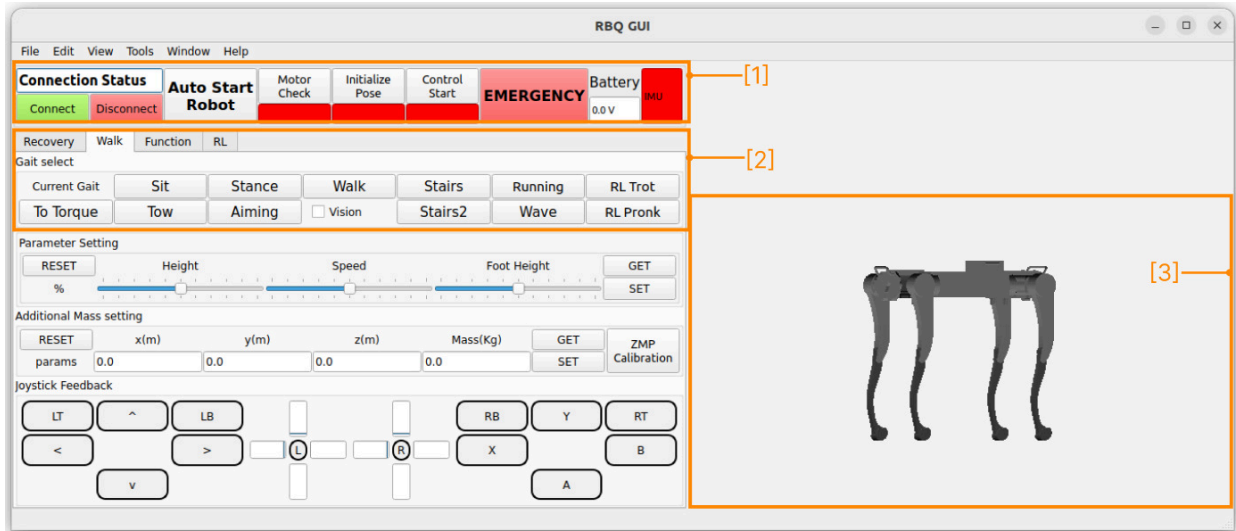 RBQ GUI
File Edit View Tools Window Help
Connection Status
Connect Disconnect
Auto Start
Robot
Motor
Check
Initialize
Pose
Control
Start
EMERGENCY
Battery
0.0 V
IMU
[1]
Recovery Walk Function RL
[2]
Gait select
Current Gait Sit Stance Walk Stairs Running RL Trot
To Torque Tow Aiming Vision Stairs2 Wave RL Pronk
Parameter Setting
RESET Height Speed Foot Height GET
% SET
[3]
Additional Mass setting
RESET x(m) y(m) z(m) Mass(Kg) GET
params 0.0 0.0 0.0 0.0 SET
ZMP
Calibration
Joystick Feedback
LT ^ LB RB Y RT
< > L R X B
v A